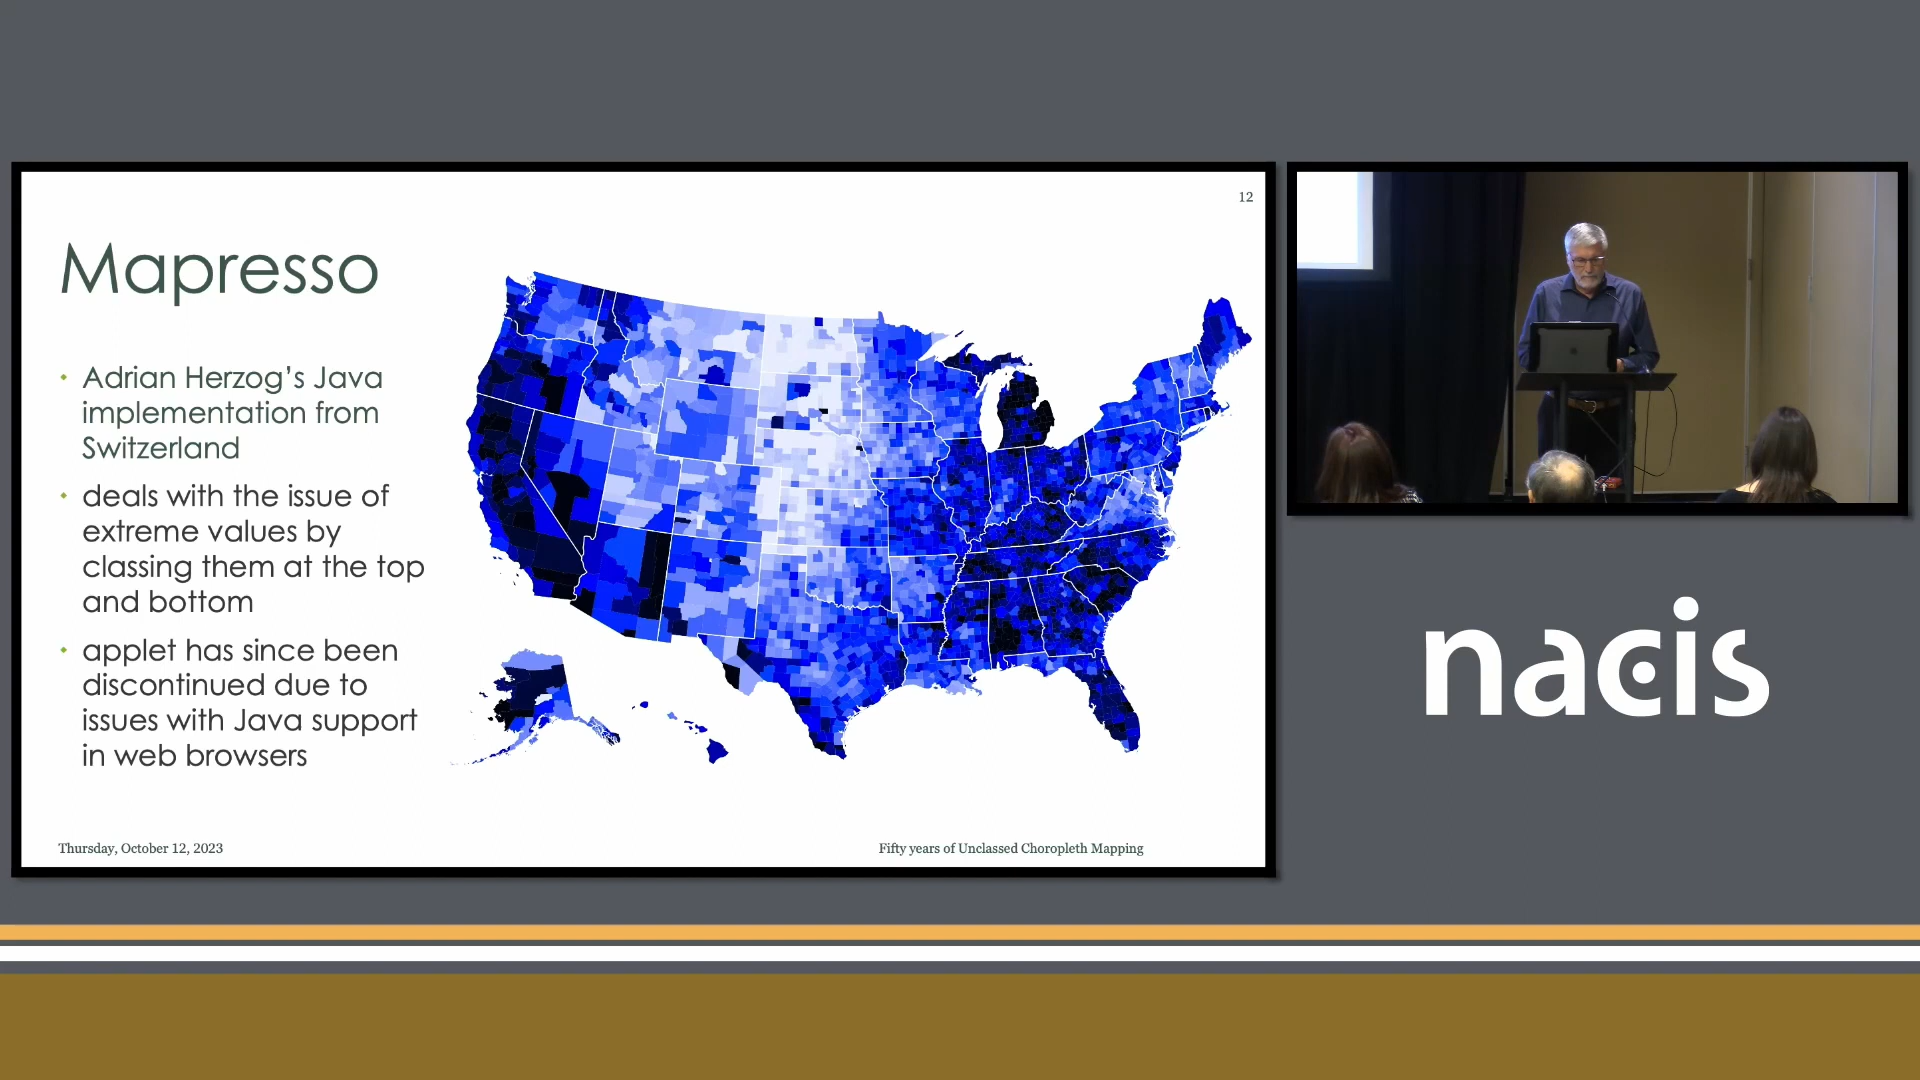 12
Mapresso
Adrian Herzog's Java
implementation from
Switzerland
deals with the issue of
extreme values by
classing them at the top
and bottom
applet has since been
discontinued due to
issues with Java support
in web browsers
Thursday, October 12, 2023
Fifty years of Unclassed Choropleth Mapping
nacis